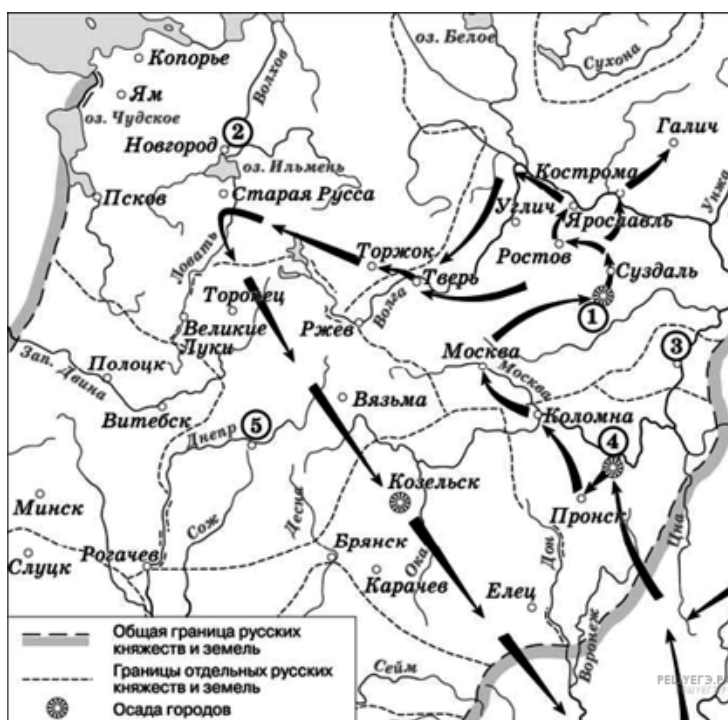 Копорье
оз. Белое
Сухона
Волхов
Ям
оз. Чудское
2
Новгород
Галич
оз. Ильмень
Кострома
Унжа
Псков
Старая Русса
Углич
Ярославль
Ловать
Торжок
Ростов
Тверь
Суздаль
Торопец
Волга
1
Великие
Луки
Ржев
Зап. Двина
Москва
3
Полоцк
Москва
Вязьма
Коломна
Витебск
5
4
Днепр
Козельск
Минск
Десна
Пронск
Цна
Сож
Дон
Слуцк
Рогачев
Брянск
Ока
Карачев
Елец
Воронеж
Общая граница русских
княжеств и земель
Границы отдельных русских
княжеств и земель
Сейм
Осада городов